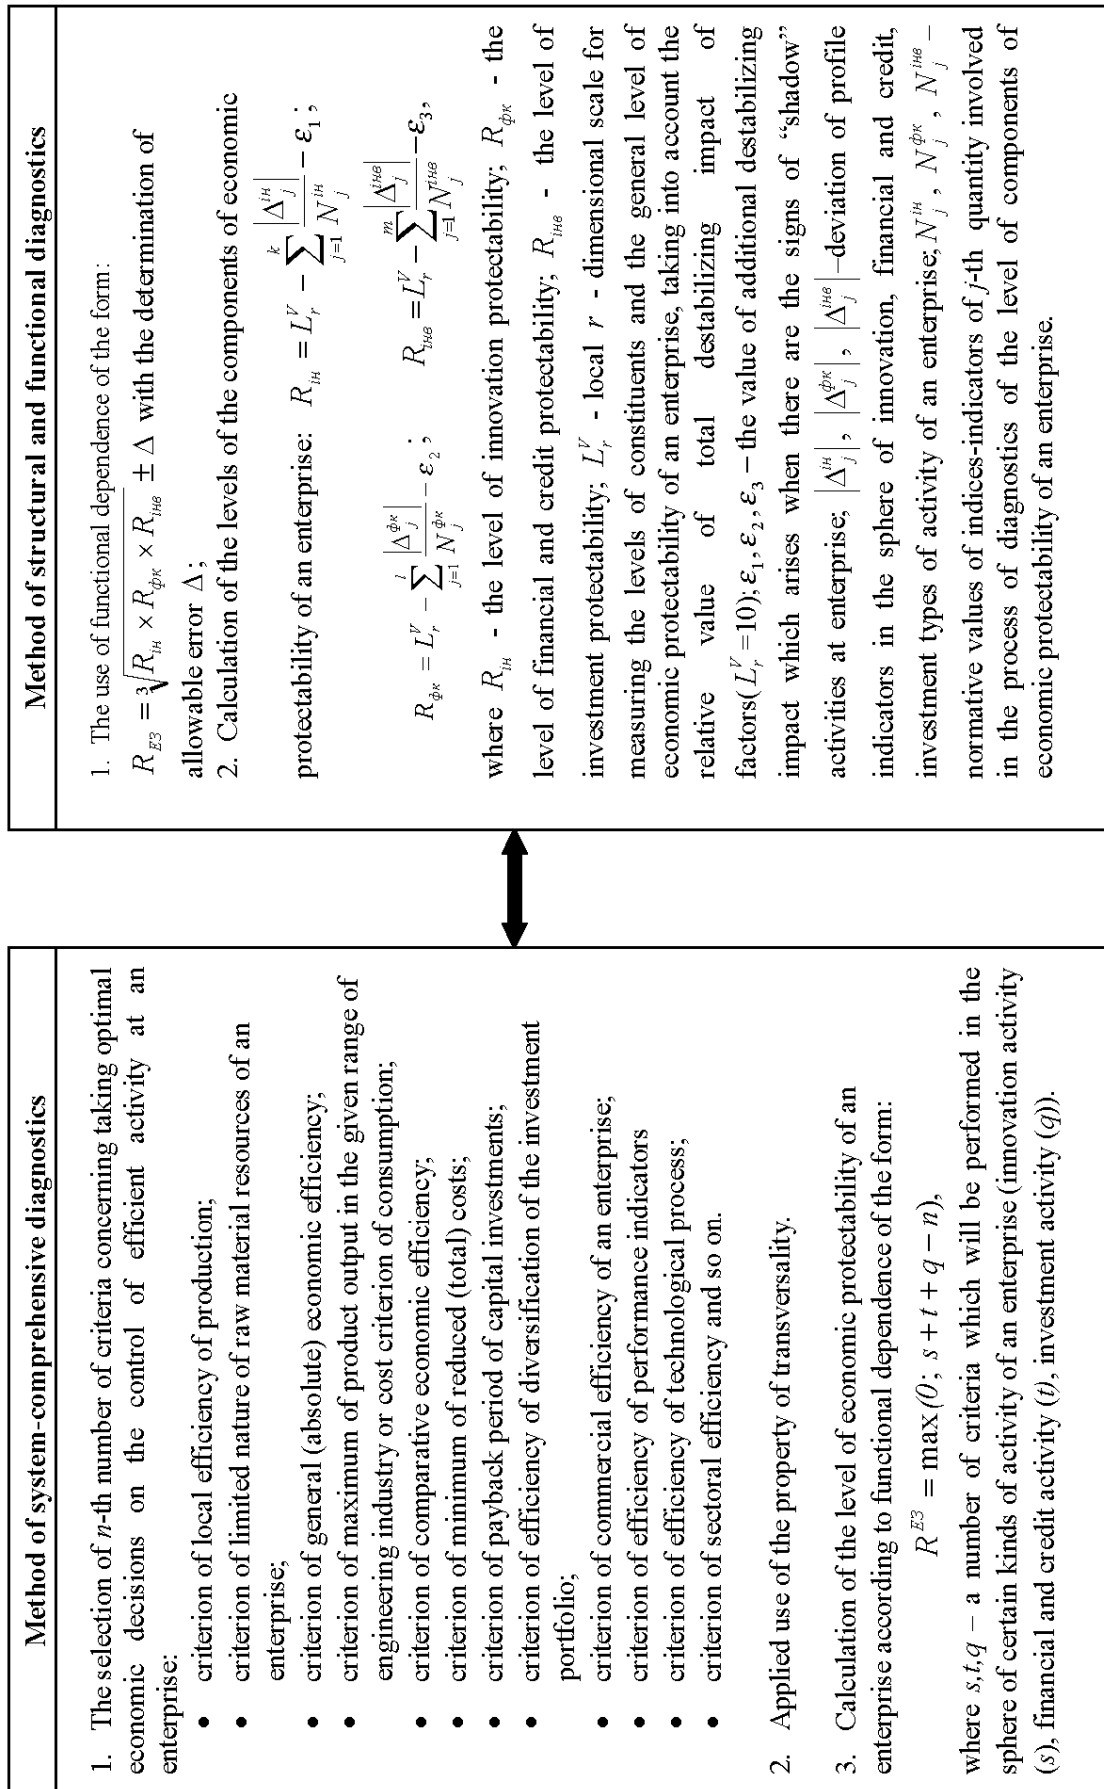 Method of system-comprehensive diagnostics
1. The selection of n-th number of criteria concerning taking optimal
economic decisions on the control of efficient activity at an
enterprise:
• criterion of local efficiency of production;
• criterion of limited nature of raw material resources of an
enterprise;
• criterion of general (absolute) economic efficiency;
• criterion of maximum of product output in the given range of
engineering industry or cost criterion of consumption;
• criterion of comparative economic efficiency;
• criterion of minimum of reduced (total) costs;
• criterion of payback period of capital investments;
• criterion of efficiency of diversification of the investment
portfolio;
• criterion of commercial efficiency of an enterprise;
• criterion of efficiency of performance indicators
• criterion of efficiency of technological process;
• criterion of sectoral efficiency and so on.
2. Applied use of the property of transversality.
3. Calculation of the level of economic protectability of an
enterprise according to functional dependence of the form:
R^{ЕЗ} = max(0; s + t + q − n),
where s,t,q – a number of criteria which will be performed in the
sphere of certain kinds of activity of an enterprise (innovation activity
(s), financial and credit activity (t), investment activity (q)).
Method of structural and functional diagnostics
1. The use of functional dependence of the form:
R_{ЕЗ} = ∛(R_{ін} × R_{фк} × R_{інв}) ± Δ with the determination of
allowable error Δ;
2. Calculation of the levels of the components of economic
protectability of an enterprise: R_{ін} = L_r^V − ∑_{j=1}^{k} |Δ_j^{ін}| / N_j^{ін} − ε_1;
R_{фк} = L_r^V − ∑_{j=1}^{l} |Δ_j^{фк}| / N_j^{фк} − ε_2; R_{інв} = L_r^V − ∑_{j=1}^{m} |Δ_j^{інв}| / N_j^{інв} − ε_3,
where R_{ін} - the level of innovation protectability; R_{фк} - the
level of financial and credit protectability; R_{інв} - the level of
investment protectability; L_r^V - local r - dimensional scale for
measuring the levels of constituents and the general level of
economic protectability of an enterprise, taking into account the
relative value of total destabilizing impact of
factors(L_r^V=10); ε_1, ε_2, ε_3 – the value of additional destabilizing
impact which arises when there are the signs of “shadow”
activities at enterprise; |Δ_j^{ін}|, |Δ_j^{фк}|, |Δ_j^{інв}| –deviation of profile
indicators in the sphere of innovation, financial and credit,
investment types of activity of an enterprise; N_j^{ін}, N_j^{фк}, N_j^{інв} –
normative values of indices-indicators of j-th quantity involved
in the process of diagnostics of the level of components of
economic protectability of an enterprise.